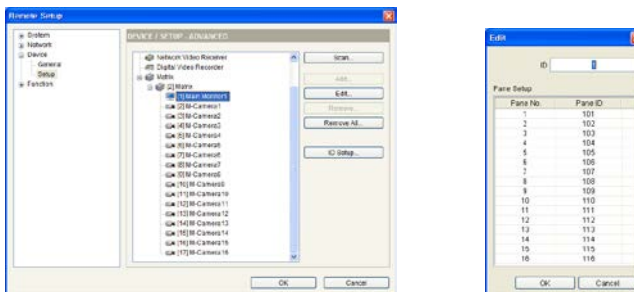 Remote Setup
System
Network
Device
General
Setup
Function
DEVICE / SETUP - ADVANCED
Network Video Receiver
Digital Video Recorder
Matrix
[2] Matrix
[1] Main Monitor1
[2] M-Camera1
[3] M-Camera2
[4] M-Camera3
[5] M-Camera4
[6] M-Camera5
[7] M-Camera6
[8] M-Camera7
[9] M-Camera8
[10] M-Camera9
[11] M-Camera10
[12] M-Camera11
[13] M-Camera12
[14] M-Camera13
[15] M-Camera14
[16] M-Camera15
[17] M-Camera16
Scan...
Add...
Edit...
Remove...
Remove All...
ID Setup...
OK
Cancel
Edit
ID
1
Pane Setup
Pane No. Pane ID
1 101
2 102
3 103
4 104
5 105
6 106
7 107
8 108
9 109
10 110
11 111
12 112
13 113
14 114
15 115
16 116
OK
Cancel